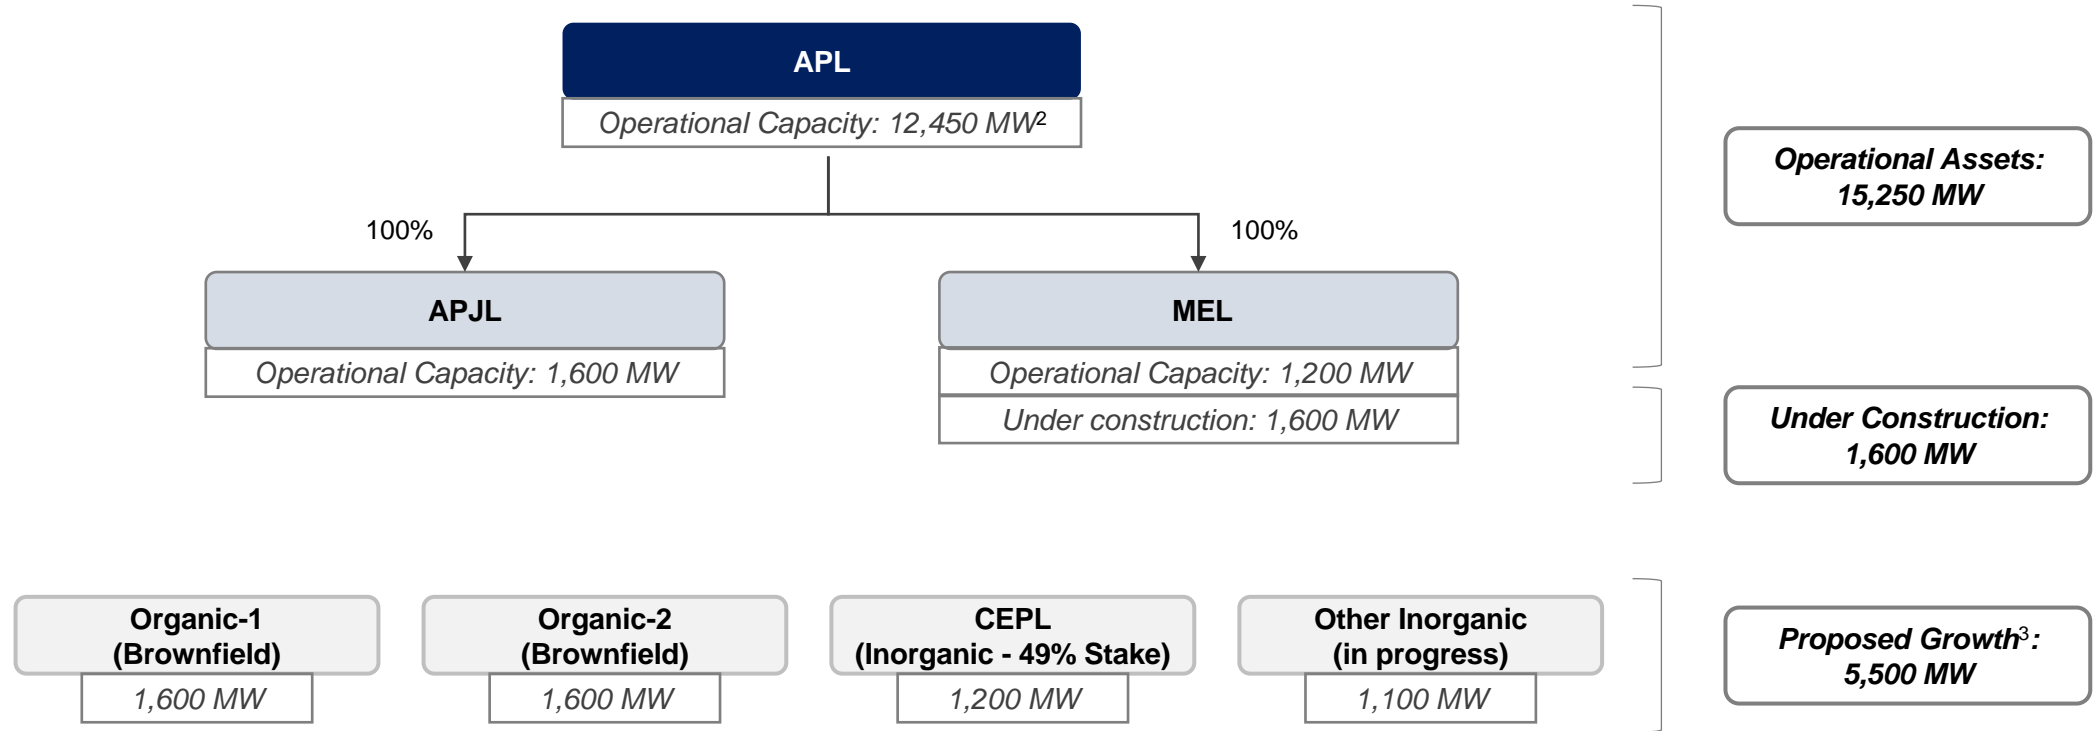 APL
Operational Capacity: 12,450 MW²
Operational Assets:
15,250 MW
100%
100%
APJL
MEL
Operational Capacity: 1,600 MW
Operational Capacity: 1,200 MW
Under construction: 1,600 MW
Under Construction:
1,600 MW
Organic-1
(Brownfield)
1,600 MW
Organic-2
(Brownfield)
1,600 MW
CEPL
(Inorganic - 49% Stake)
1,200 MW
Other Inorganic
(in progress)
1,100 MW
Proposed Growth³:
5,500 MW